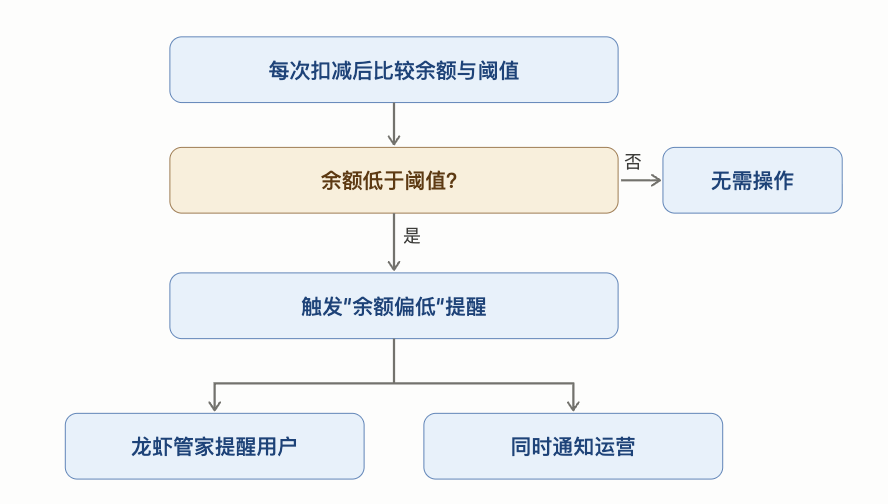 每次扣减后比较余额与阈值
余额低于阈值?
否
无需操作
是
触发"余额偏低"提醒
龙虾管家提醒用户
同时通知运营